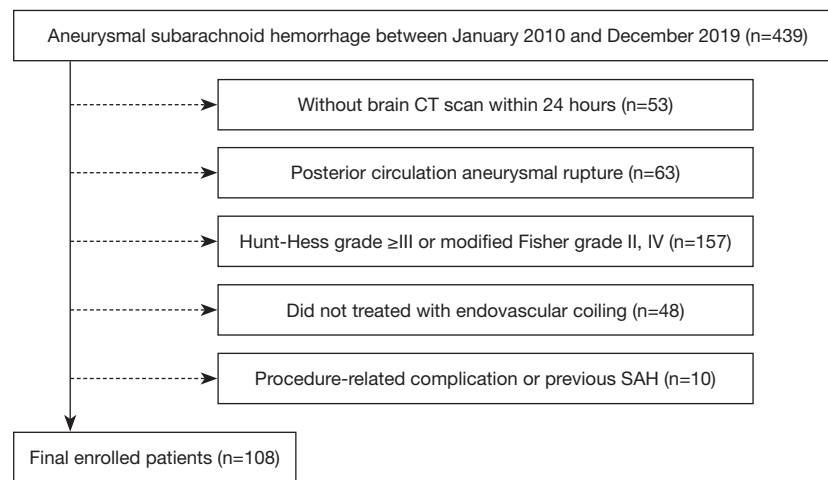 Aneurysmal subarachnoid hemorrhage between January 2010 and December 2019 (n=439)
Without brain CT scan within 24 hours (n=53)
Posterior circulation aneurysmal rupture (n=63)
Hunt-Hess grade ≥III or modified Fisher grade II, IV (n=157)
Did not treated with endovascular coiling (n=48)
Procedure-related complication or previous SAH (n=10)
Final enrolled patients (n=108)